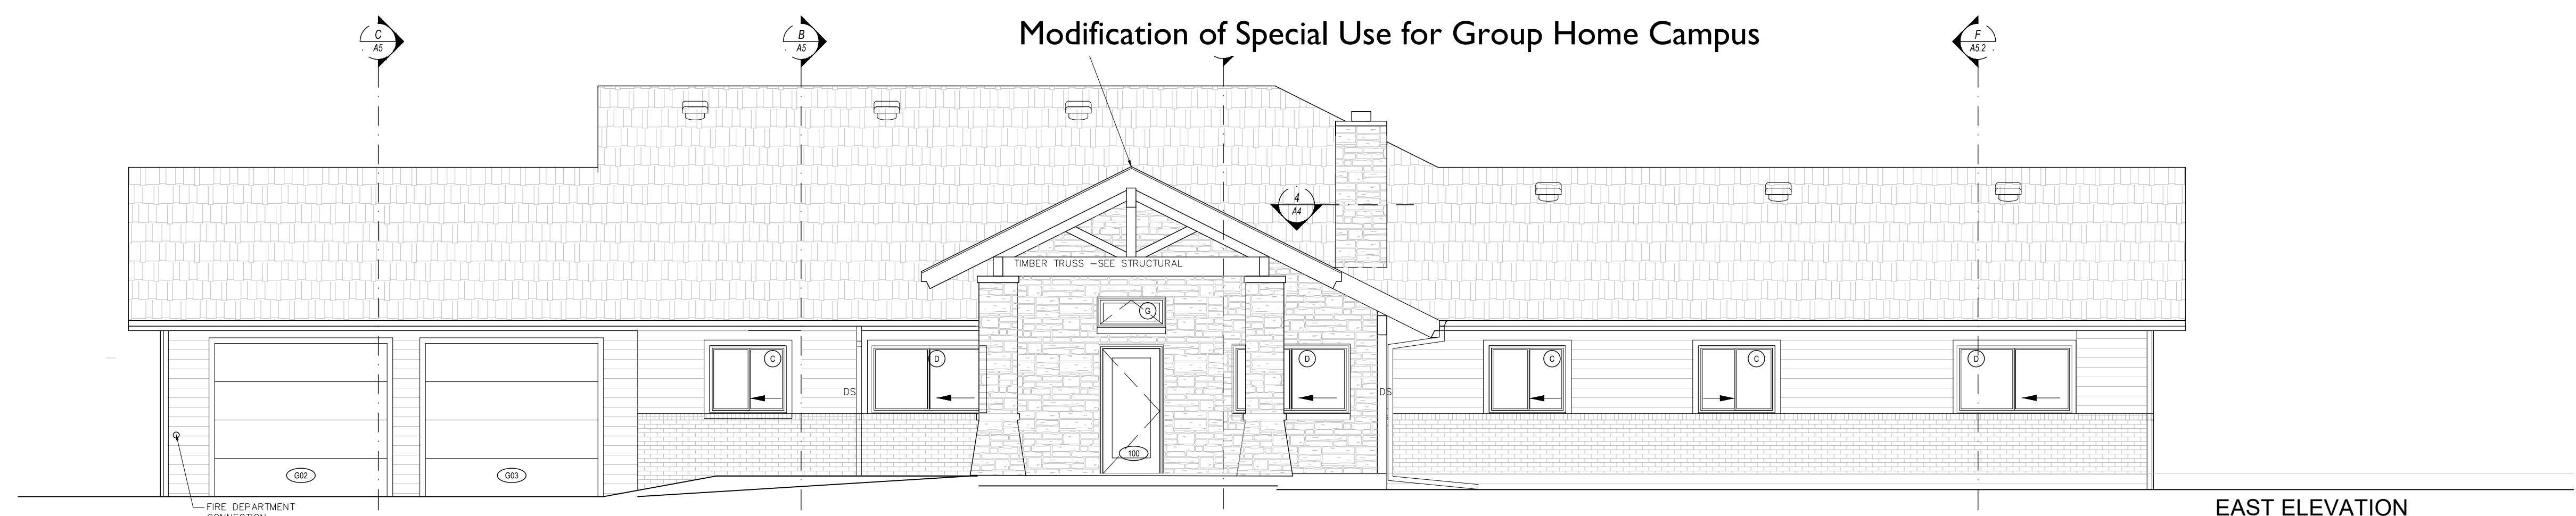 Modification of Special Use for Group Home Campus
C
A5
B
A5
F
A5.2
4
A4
TIMBER TRUSS -SEE STRUCTURAL
G
C
D
D
C
C
D
DS
DS
100
G02
G03
FIRE DEPARTMENT
CONNECTION
EAST ELEVATION